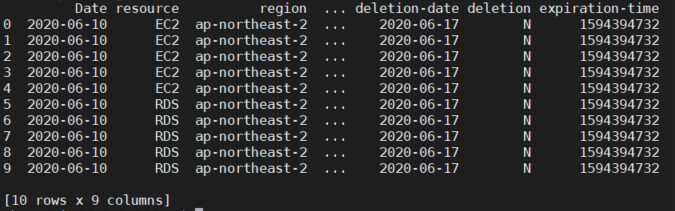 Date resource region ... deletion-date deletion expiration-time
0 2020-06-10 EC2 ap-northeast-2 ... 2020-06-17 N 1594394732
1 2020-06-10 EC2 ap-northeast-2 ... 2020-06-17 N 1594394732
2 2020-06-10 EC2 ap-northeast-2 ... 2020-06-17 N 1594394732
3 2020-06-10 EC2 ap-northeast-2 ... 2020-06-17 N 1594394732
4 2020-06-10 EC2 ap-northeast-2 ... 2020-06-17 N 1594394732
5 2020-06-10 RDS ap-northeast-2 ... 2020-06-17 N 1594394732
6 2020-06-10 RDS ap-northeast-2 ... 2020-06-17 N 1594394732
7 2020-06-10 RDS ap-northeast-2 ... 2020-06-17 N 1594394732
8 2020-06-10 RDS ap-northeast-2 ... 2020-06-17 N 1594394732
9 2020-06-10 RDS ap-northeast-2 ... 2020-06-17 N 1594394732
[10 rows x 9 columns]